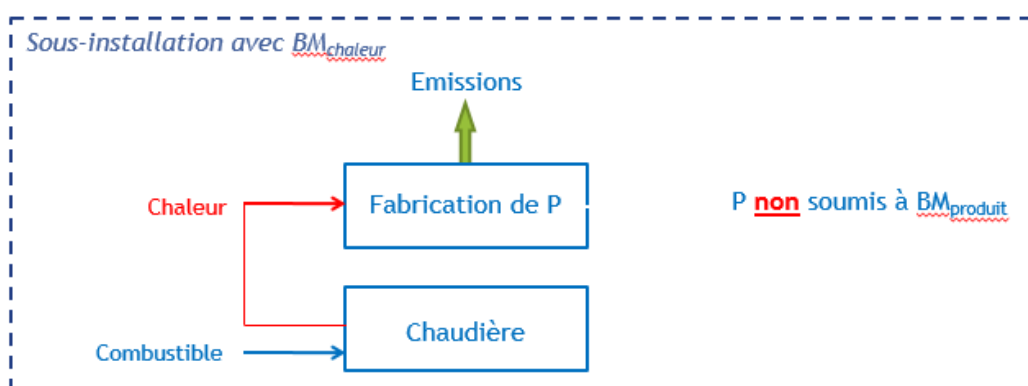 Sous-installation avec BMchaleur
Emissions
Chaleur
Fabrication de P
P non soumis à BMproduit
Chaudière
Combustible